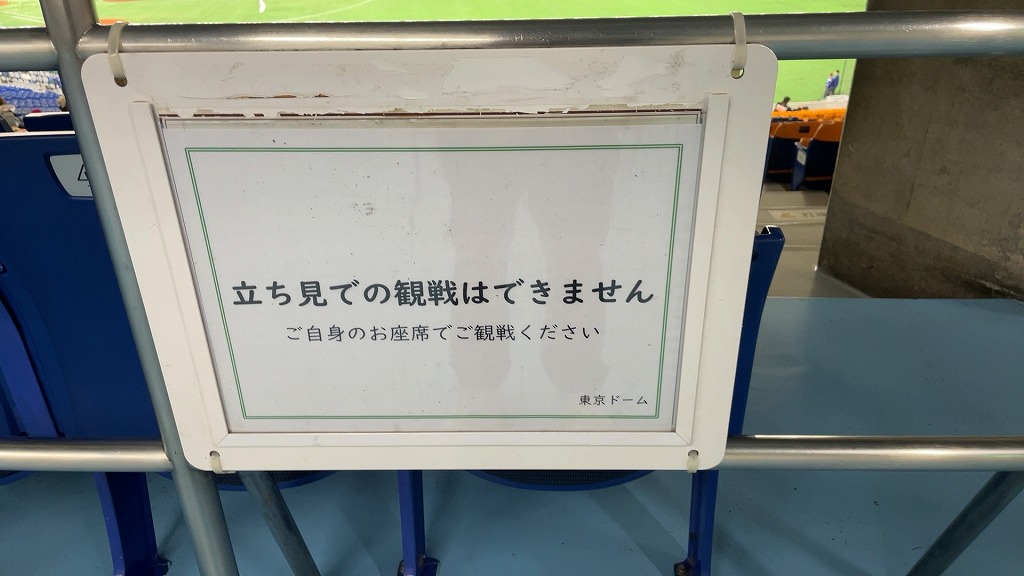 立ち見での観戦はできません
ご自身のお座席でご観戦ください
東京ドーム